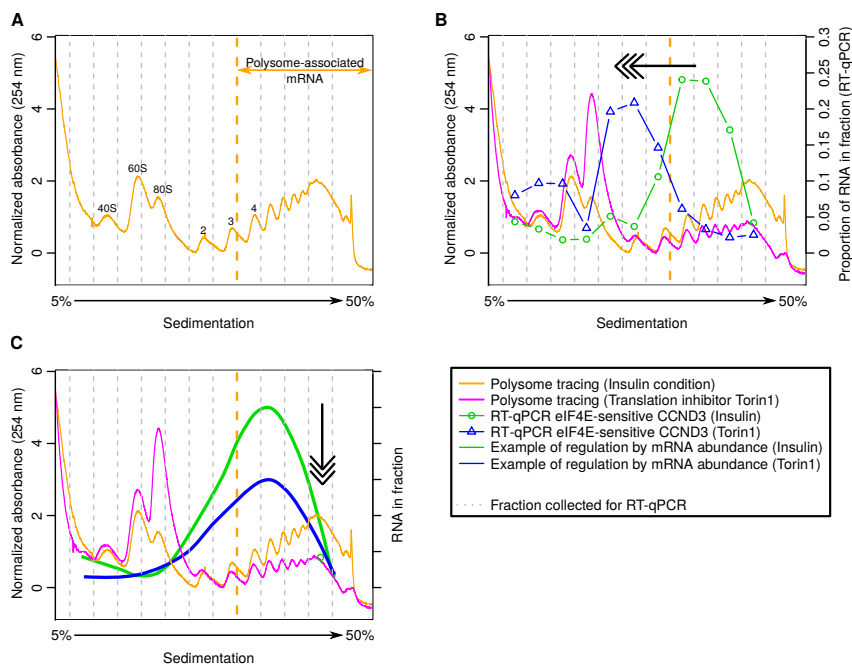 A
Normalized absorbance (254 nm)
6
4
2
0
40S
60S
80S
2
3
4
Polysome-associated
mRNA
5%
50%
Sedimentation
B
Normalized absorbance (254 nm)
6
4
2
0
0.3
0.25
0.2
0.15
0.1
0.05
0
Proportion of RNA in fraction (RT-qPCR)
5%
50%
Sedimentation
C
Normalized absorbance (254 nm)
6
4
2
0
RNA in fraction
5%
50%
Sedimentation
Polysome tracing (Insulin condition)
Polysome tracing (Translation inhibitor Torin1)
RT-qPCR eIF4E-sensitive CCND3 (Insulin)
RT-qPCR eIF4E-sensitive CCND3 (Torin1)
Example of regulation by mRNA abundance (Insulin)
Example of regulation by mRNA abundance (Torin1)
Fraction collected for RT-qPCR